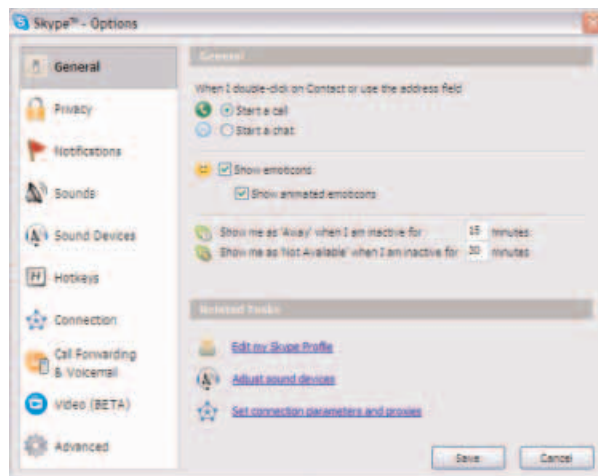 Skype™ - Options
General
Privacy
Notifications
Sounds
Sound Devices
Hotkeys
Connection
Call Forwarding
& Voicemail
Video (BETA)
Advanced
General
When I double-click on Contact or use the address field
Start a call
Start a chat
Show emoticons
Show animated emoticons
Show me as 'Away' when I am inactive for 15 minutes
Show me as 'Not Available' when I am inactive for 30 minutes
Related Tasks
Edit my Skype Profile
Adjust sound devices
Set connection parameters and proxies
Save Cancel